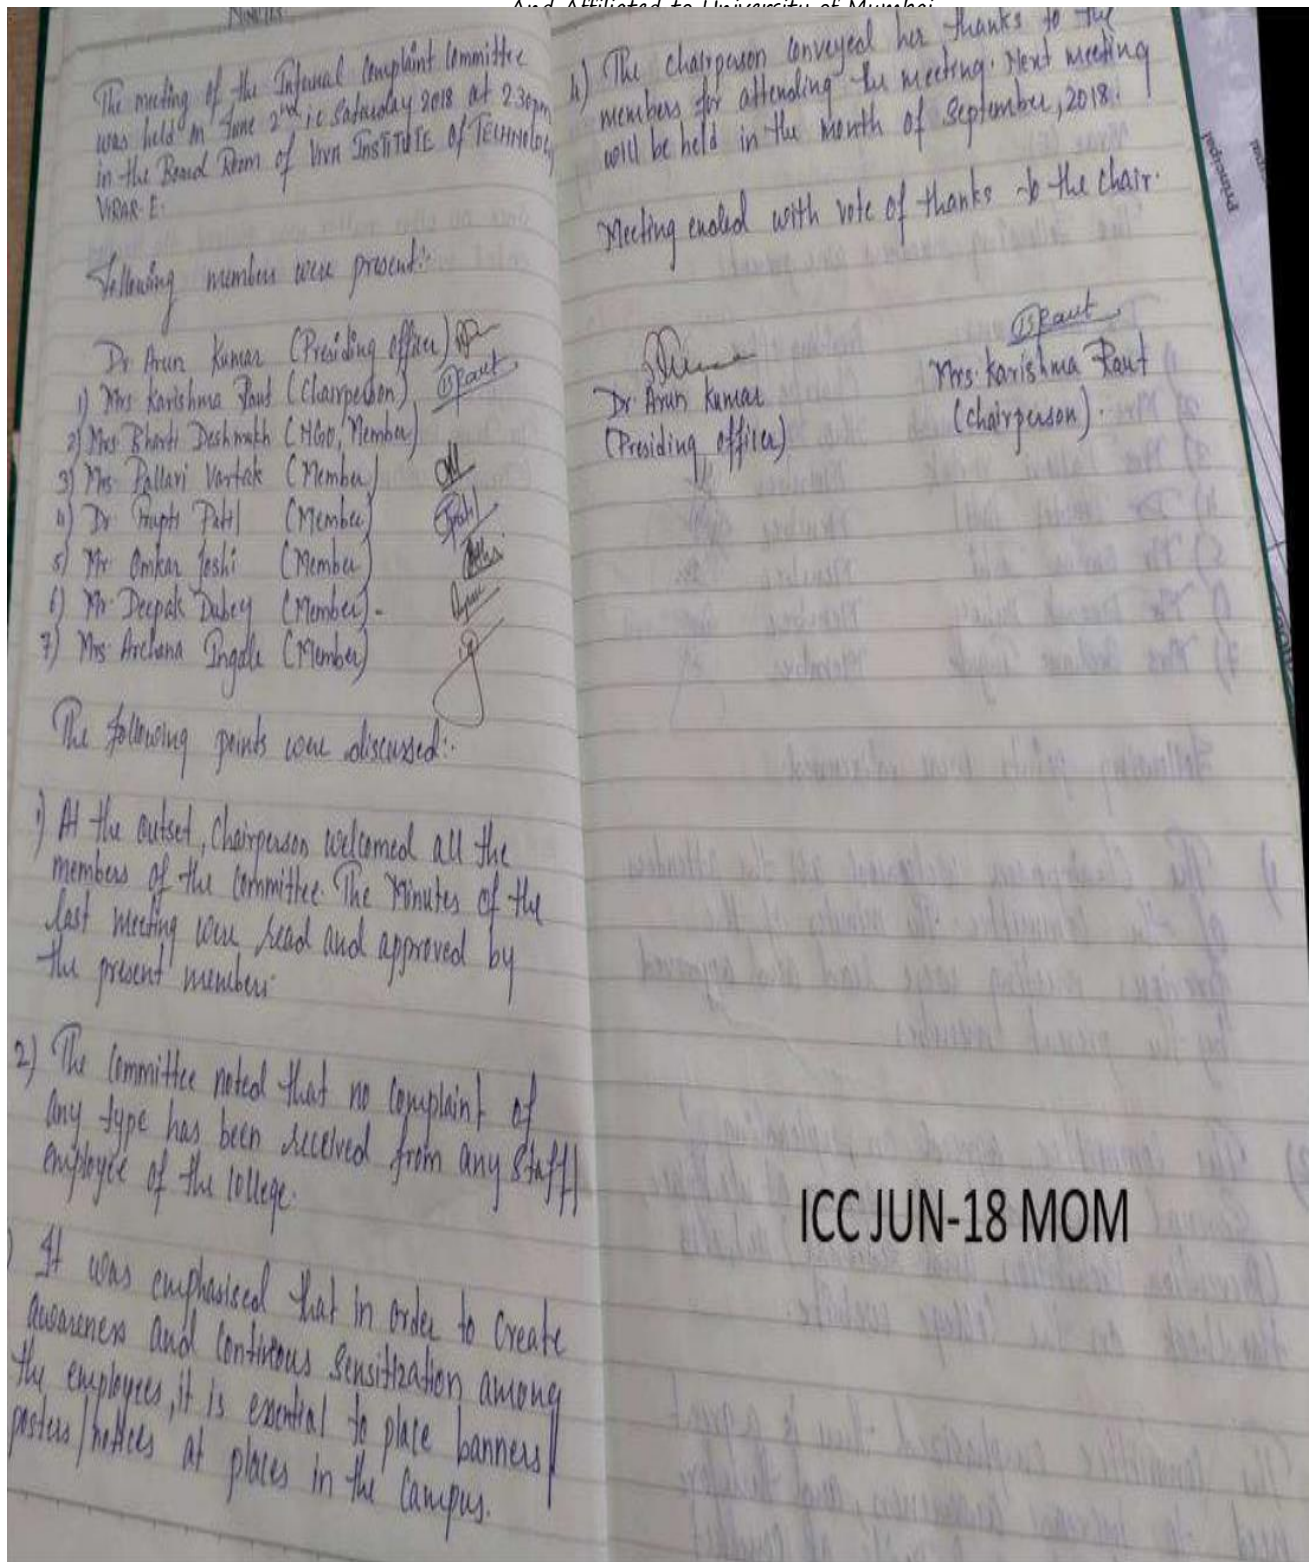 And Affiliated to University of Mumbai
MINUTES
The meeting of the Internal Complaint Committee
was held on June 2nd ie Saturday 2018 at 2.30pm
in the Board Room of VIVA INSTITUTE of TECHNOLOGY
VIRAR-E.
Following members were present:-
Dr Arun Kumar (Presiding officer)
1) Mrs Karishma Raut (Chairperson) Raut
2) Mrs Bharti Deshmukh (NGO, Member)
3) Mrs Pallavi Vartak (Member)
4) Dr Prapti Patil (Member) Patil
5) Mr Omkar Joshi (Member)
6) Mr Deepak Dubey (Member)-
7) Mrs Archana Ingole (Member)
The following points were discussed:-
1) At the outset, Chairperson welcomed all the
members of the committee. The Minutes of the
last meeting were read and approved by
the present members.
2) The Committee noted that no complaint of
any type has been received from any staff/
employee of the college.
) It was emphasised that in order to create
awareness and continous sensitization among
the employees, it is essential to place banners/
posters/notices at places in the Campus.
4) The chairperson conveyed her thanks to the
members for attending the meeting. Next meeting
will be held in the month of September, 2018.
Meeting ended with vote of thanks to the chair.
Raut
Dr Arun Kumar
(Presiding officer)
Mrs. Karishma Raut
(Chairperson).
Principal
ICC JUN-18 MOM